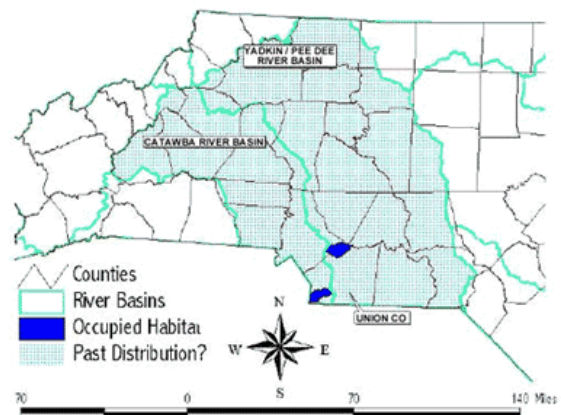 YADKIN / PEE DEE
RIVER BASIN
CATAWBA RIVER BASIN
UNION CO
Counties
River Basins
Occupied Habitat
Past Distribution?
N
W
E
S
70
0
70
140 Miles